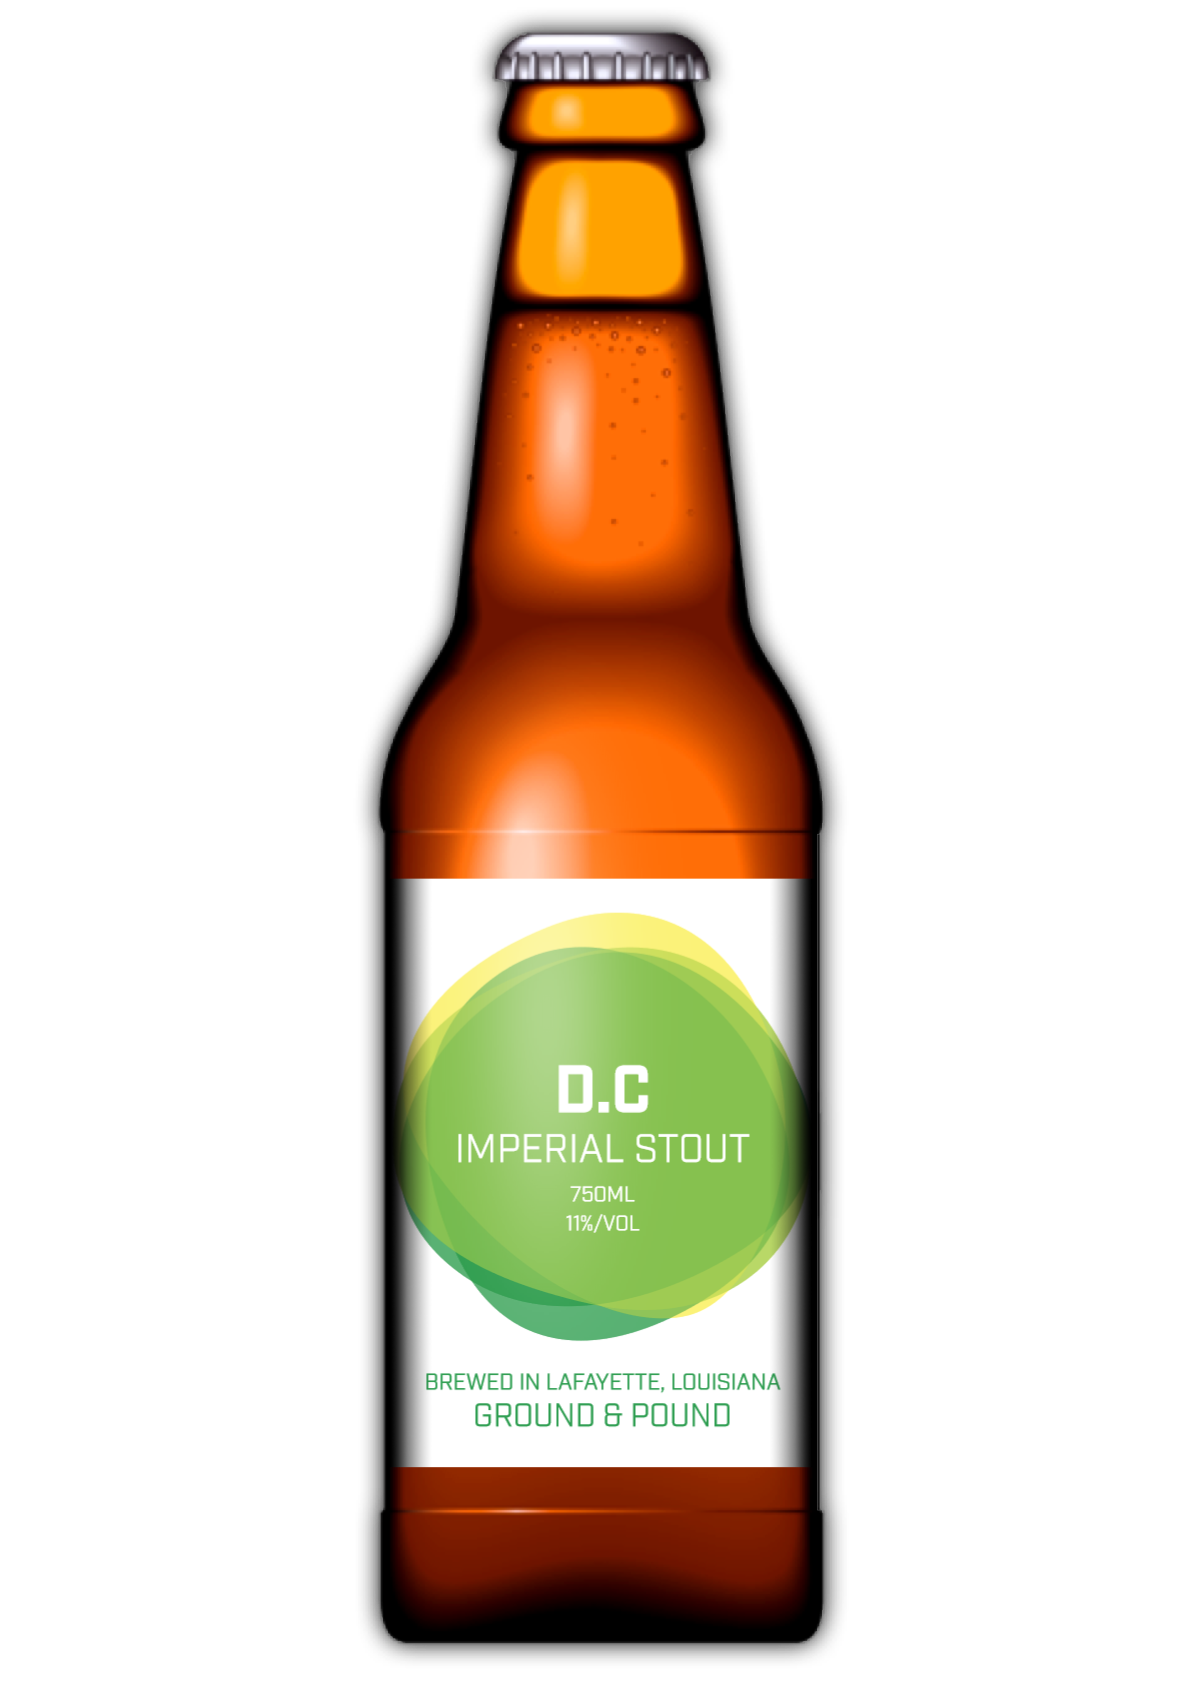 D.C
IMPERIAL STOUT
750ML
11%/VOL
BREWED IN LAFAYETTE, LOUISIANA
GROUND & POUND